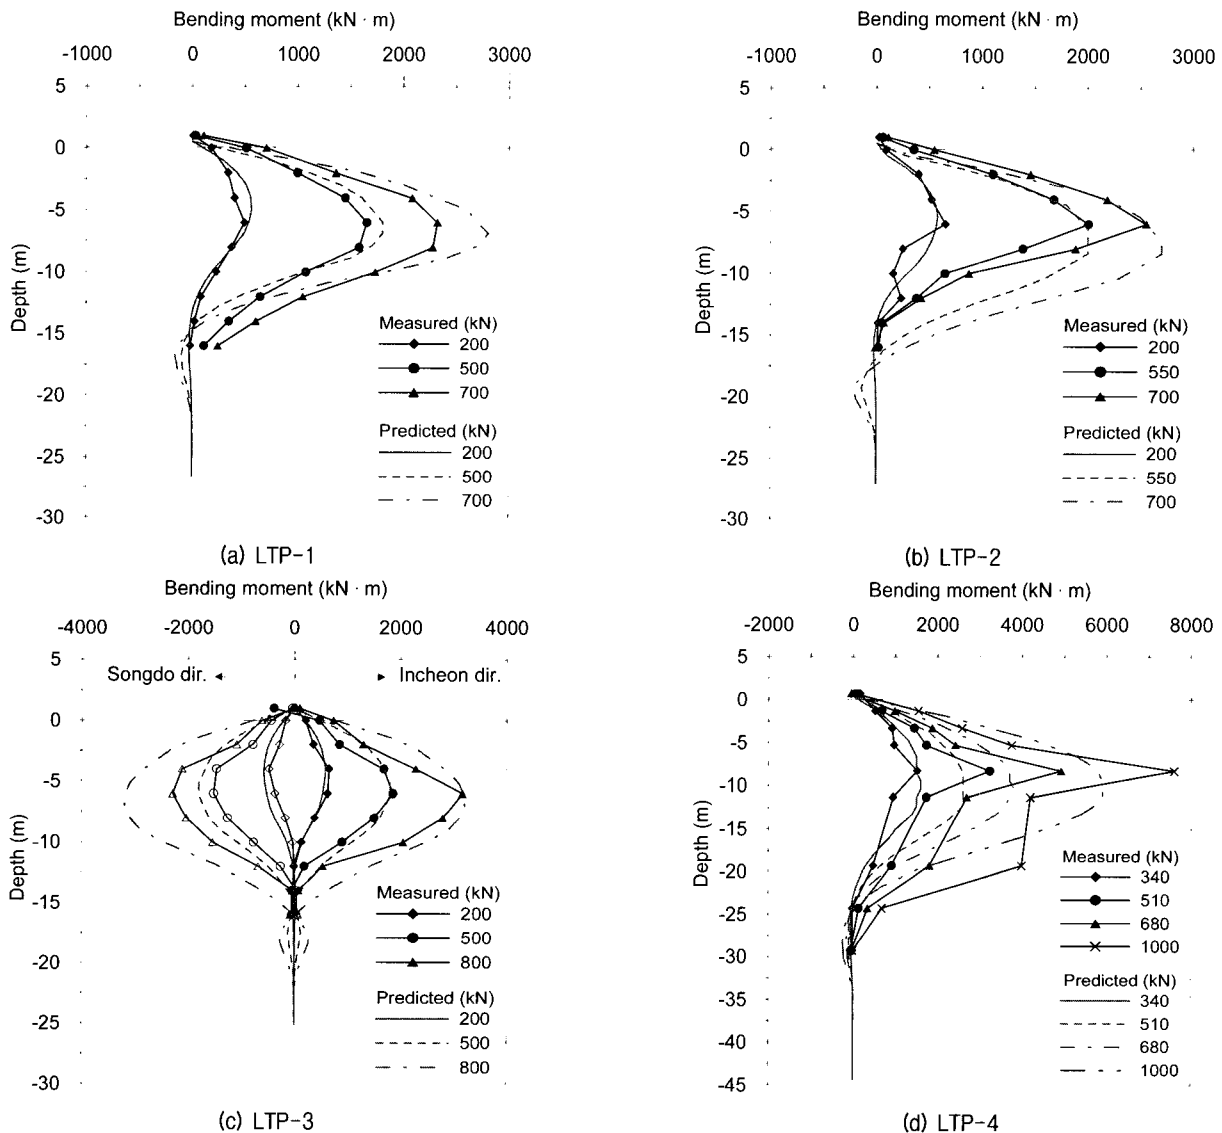 Bending moment (kN · m)
-1000 0 1000 2000 3000
5
0
-5
-10
-15
-20
-25
-30
Depth (m)
Measured (kN)
200
500
700
Predicted (kN)
200
500
700
(a) LTP-1
Bending moment (kN · m)
-1000 0 1000 2000 3000
5
0
-5
-10
-15
-20
-25
-30
Depth (m)
Measured (kN)
200
550
700
Predicted (kN)
200
550
700
(b) LTP-2
Bending moment (kN · m)
-4000 -2000 0 2000 4000
Songdo dir. Incheon dir.
5
0
-5
-10
-15
-20
-25
-30
Depth (m)
Measured (kN)
200
500
800
Predicted (kN)
200
500
800
(c) LTP-3
Bending moment (kN · m)
-2000 0 2000 4000 6000 8000
5
0
-5
-10
-15
-20
-25
-30
-35
-40
-45
Depth (m)
Measured (kN)
340
510
680
1000
Predicted (kN)
340
510
680
1000
(d) LTP-4